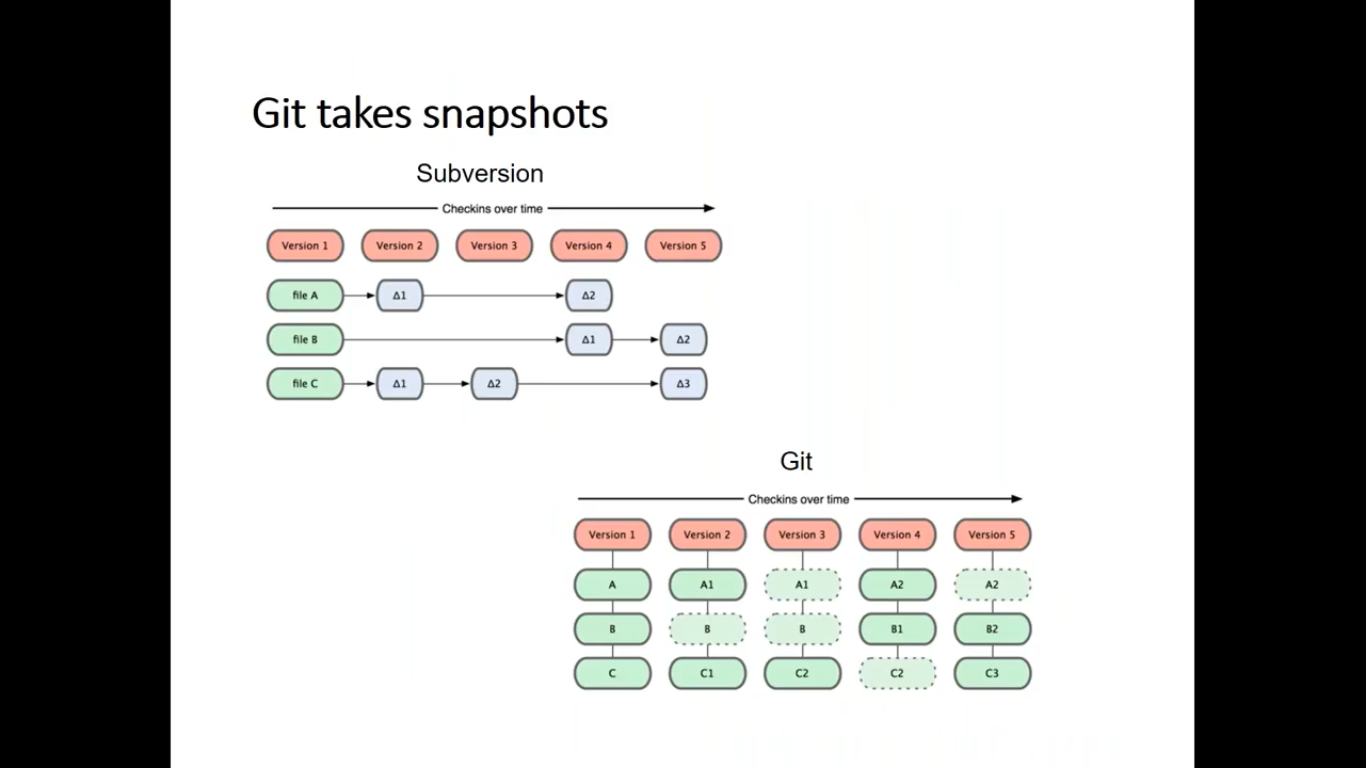 Git takes snapshots
Subversion
Checkins over time
Version 1 Version 2 Version 3 Version 4 Version 5
file A Δ1 Δ2
file B Δ1 Δ2
file C Δ1 Δ2 Δ3
Git
Checkins over time
Version 1 Version 2 Version 3 Version 4 Version 5
A A1 A1 A2 A2
B B B B1 B2
C C1 C2 C2 C3